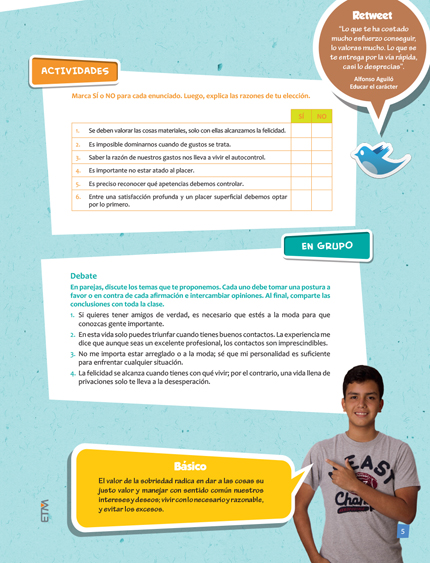 Retweet
"Lo que te ha costado
mucho esfuerzo conseguir,
lo valoras mucho. Lo que se
te entrega por la vía rápida,
casi lo desprecias".
Alfonso Aguiló
Educar el carácter
ACTIVIDADES
Marca SÍ o NO para cada enunciado. Luego, explica las razones de tu elección.
SÍ NO
1. Se deben valorar las cosas materiales, solo con ellas alcanzamos la felicidad.
2. Es imposible dominarnos cuando de gustos se trata.
3. Saber la razón de nuestros gastos nos lleva a vivir el autocontrol.
4. Es importante no estar atado al placer.
5. Es preciso reconocer qué apetencias debemos controlar.
6. Entre una satisfacción profunda y un placer superficial debemos optar
por lo primero.
EN GRUPO
Debate
En parejas, discute los temas que te proponemos. Cada uno debe tomar una postura a
favor o en contra de cada afirmación e intercambiar opiniones. Al final, comparte las
conclusiones con toda la clase.
1. Si quieres tener amigos de verdad, es necesario que estés a la moda para que
conozcas gente importante.
2. En esta vida solo puedes triunfar cuando tienes buenos contactos. La experiencia me
dice que aunque seas un excelente profesional, los contactos son imprescindibles.
3. No me importa estar arreglado o a la moda; sé que mi personalidad es suficiente
para enfrentar cualquier situación.
4. La felicidad se alcanza cuando tienes con qué vivir; por el contrario, una vida llena de
privaciones solo te lleva a la desesperación.
Básico
El valor de la sobriedad radica en dar a las cosas su
justo valor y manejar con sentido común nuestros
intereses y deseos; vivir con lo necesario y razonable,
y evitar los excesos.
5